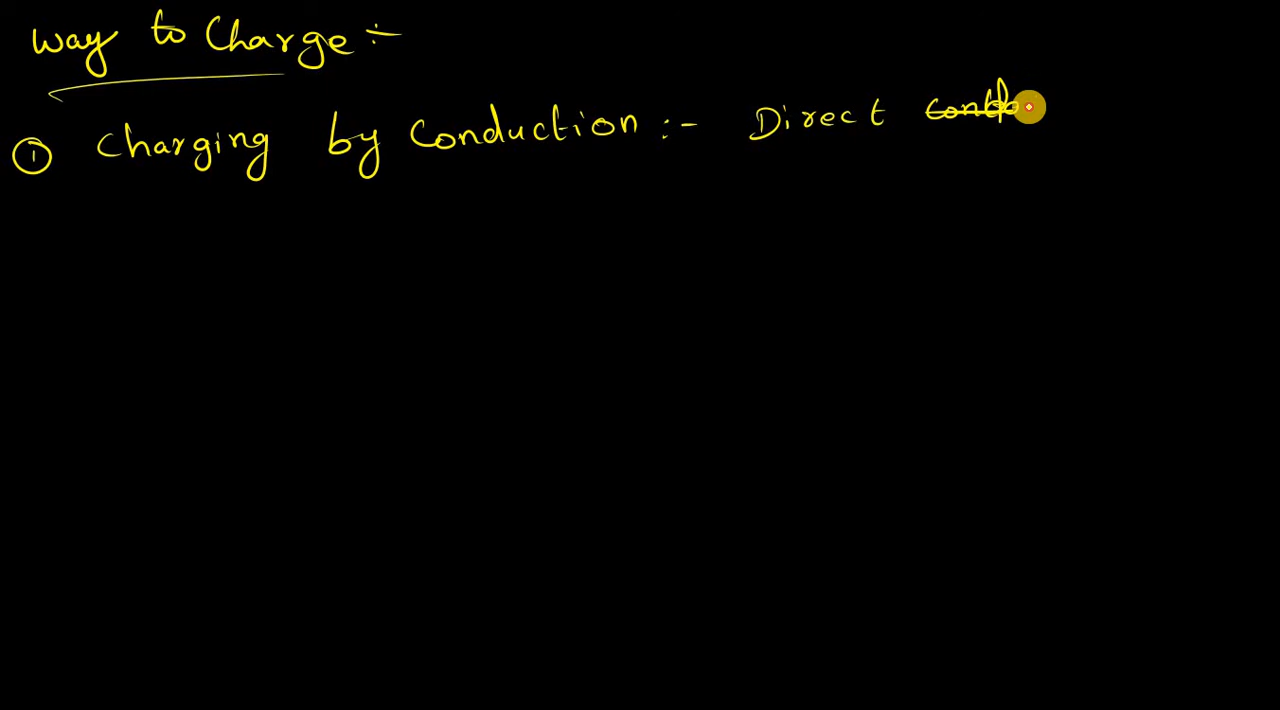 Way to Charge :-
① Charging by Conduction :- Direct